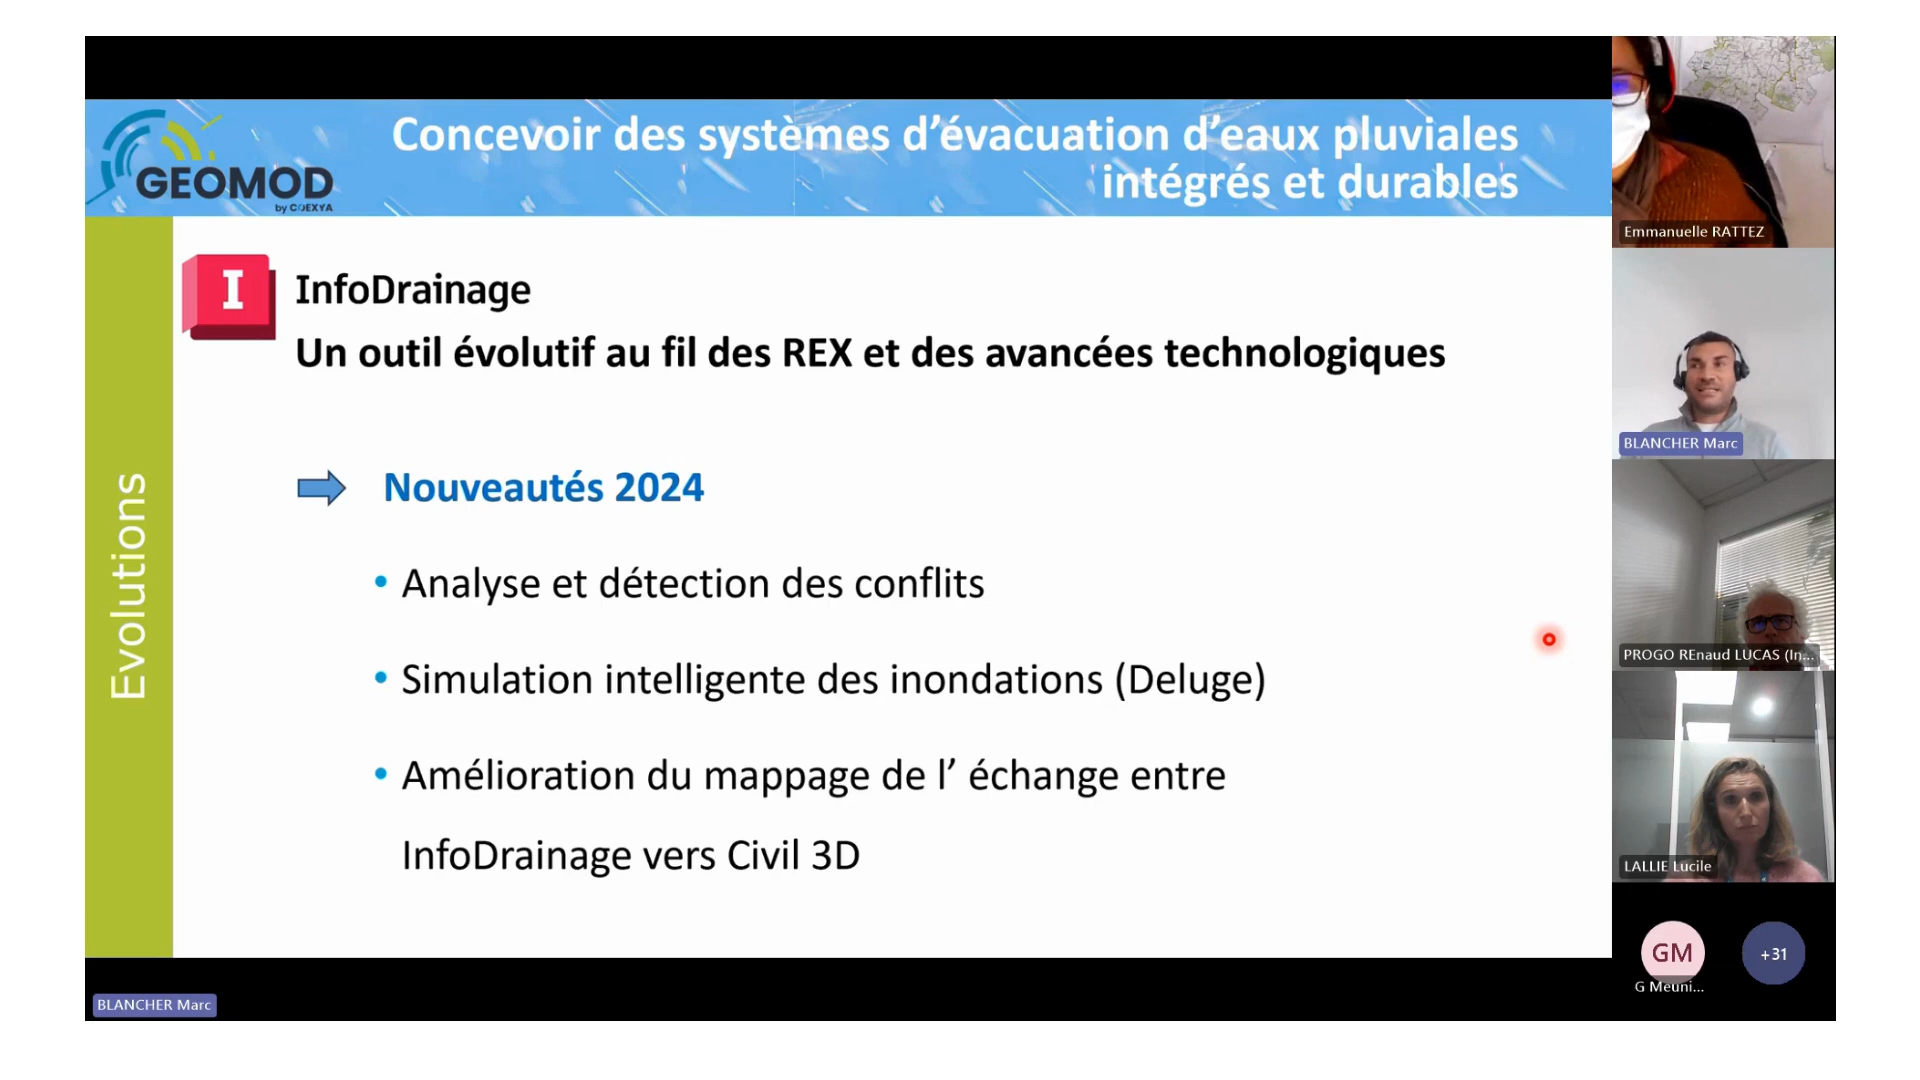 Concevoir des systèmes d’évacuation d’eaux pluviales
intégrés et durables
GEOMOD
by COEXYA
Evolutions
I
InfoDrainage
Un outil évolutif au fil des REX et des avancées technologiques
Nouveautés 2024
• Analyse et détection des conflits
• Simulation intelligente des inondations (Deluge)
• Amélioration du mappage de l’ échange entre
InfoDrainage vers Civil 3D
BLANCHER Marc
Emmanuelle RATTEZ
BLANCHER Marc
PROGO REnaud LUCAS (In...
LALLIE Lucile
GM
G Meuni...
+31